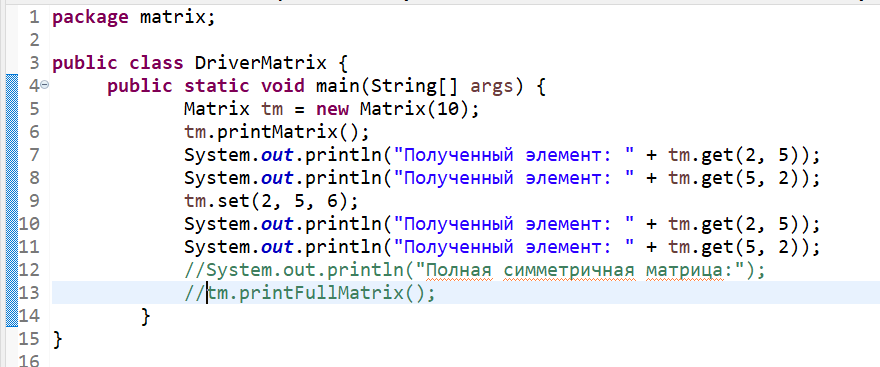 1 package matrix;
2
3 public class DriverMatrix {
4 public static void main(String[] args) {
5 Matrix tm = new Matrix(10);
6 tm.printMatrix();
7 System.out.println("Полученный элемент: " + tm.get(2, 5));
8 System.out.println("Полученный элемент: " + tm.get(5, 2));
9 tm.set(2, 5, 6);
10 System.out.println("Полученный элемент: " + tm.get(2, 5));
11 System.out.println("Полученный элемент: " + tm.get(5, 2));
12 //System.out.println("Полная симметричная матрица:");
13 //tm.printFullMatrix();
14 }
15 }
16